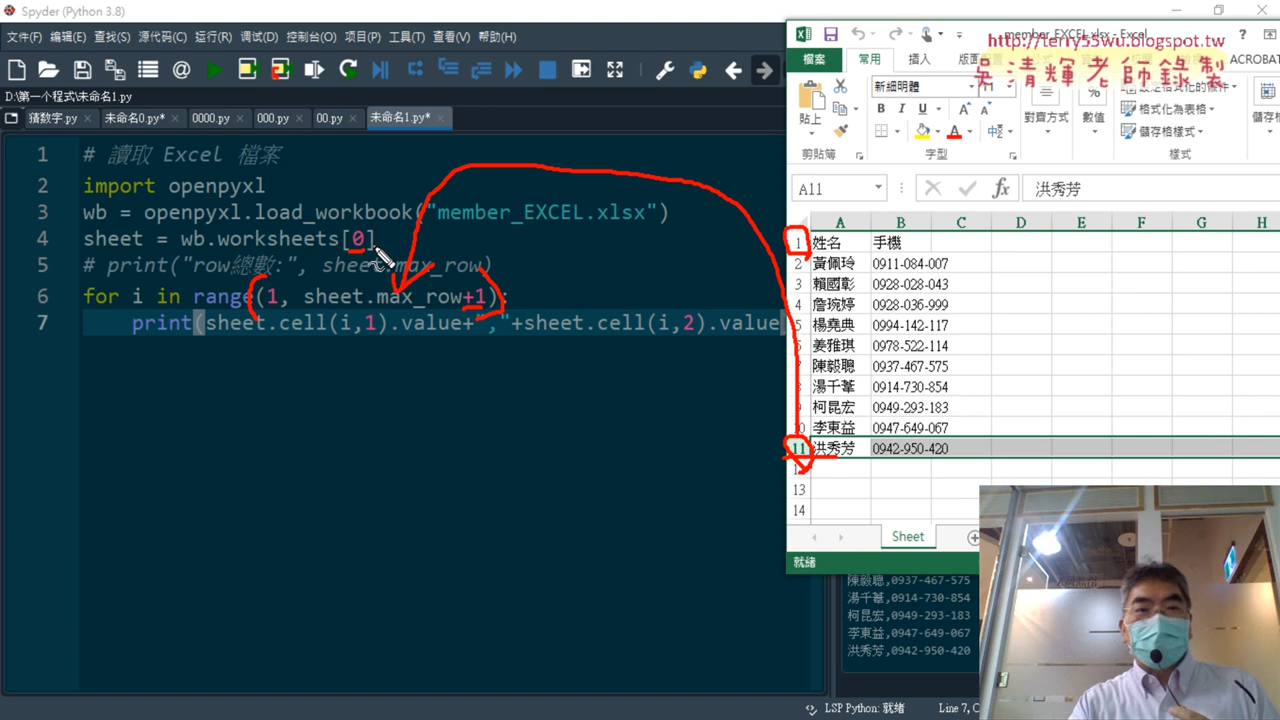 Spyder (Python 3.8)
文件(F) 编辑(E) 查找(S) 源代码(C) 运行(R) 调试(D) 控制台(O) 项目(P) 工具(T) 查看(V) 帮助(H)
D:\第一个程式\未命名1.py
猜数字.py 未命名0.py* 0000.py 000.py 00.py 未命名1.py*
1 # 讀取 Excel 檔案
2 import openpyxl
3 wb = openpyxl.load_workbook("member_EXCEL.xlsx")
4 sheet = wb.worksheets[0]
5 # print("row總數:", sheet.max_row)
6 for i in range(1, sheet.max_row+1):
7 print(sheet.cell(i,1).value+","+sheet.cell(i,2).value
member_EXCEL.xlsx - Excel
http://terry55wu.blogspot.tw
吳清輝老師錄製
檔案 常用 插入 ACROBAT
新細明體 11
貼上 B I U 對齊方式 數值 格式化為表格 儲存格樣式
剪貼簿 字型 樣式
A11 洪秀芳
A B C D E F G H
1 姓名 手機
2 黃佩玲 0911-084-007
3 賴國彰 0928-028-043
4 詹琬婷 0928-036-999
5 楊堯典 0994-142-117
6 姜雅琪 0978-522-114
7 陳毅聰 0937-467-575
8 湯千葦 0914-730-854
9 柯昆宏 0949-293-183
10 李東益 0947-649-067
11 洪秀芳 0942-950-420
13
14
Sheet
就緒
陳毅聰,0937-467-575
湯千葦,0914-730-854
柯昆宏,0949-293-183
李東益,0947-649-067
洪秀芳,0942-950-420
LSP Python: 就绪 Line 7,